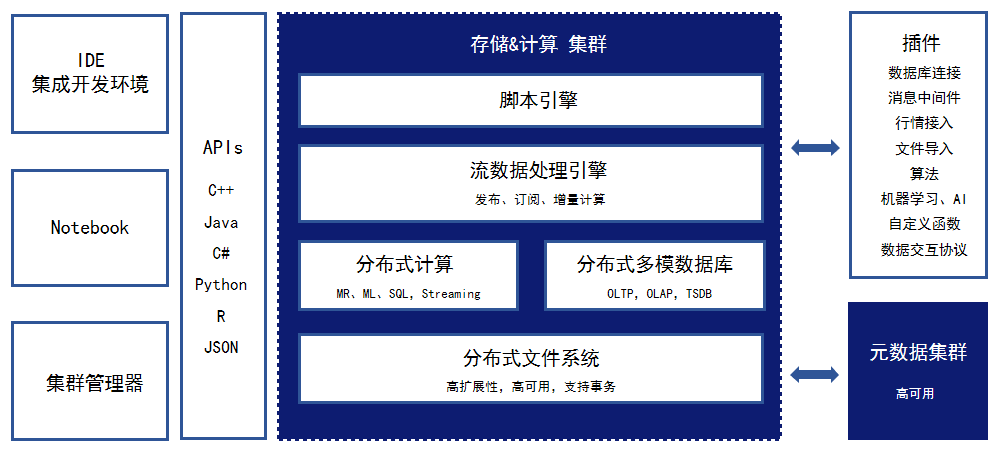 IDE
集成开发环境
Notebook
集群管理器
APIs
C++
Java
C#
Python
R
JSON
存储&计算 集群
脚本引擎
流数据处理引擎
发布、订阅、增量计算
分布式计算
MR、ML、SQL, Streaming
分布式多模数据库
OLTP, OLAP, TSDB
分布式文件系统
高扩展性, 高可用, 支持事务
插件
数据库连接
消息中间件
行情接入
文件导入
算法
机器学习、AI
自定义函数
数据交互协议
元数据集群
高可用